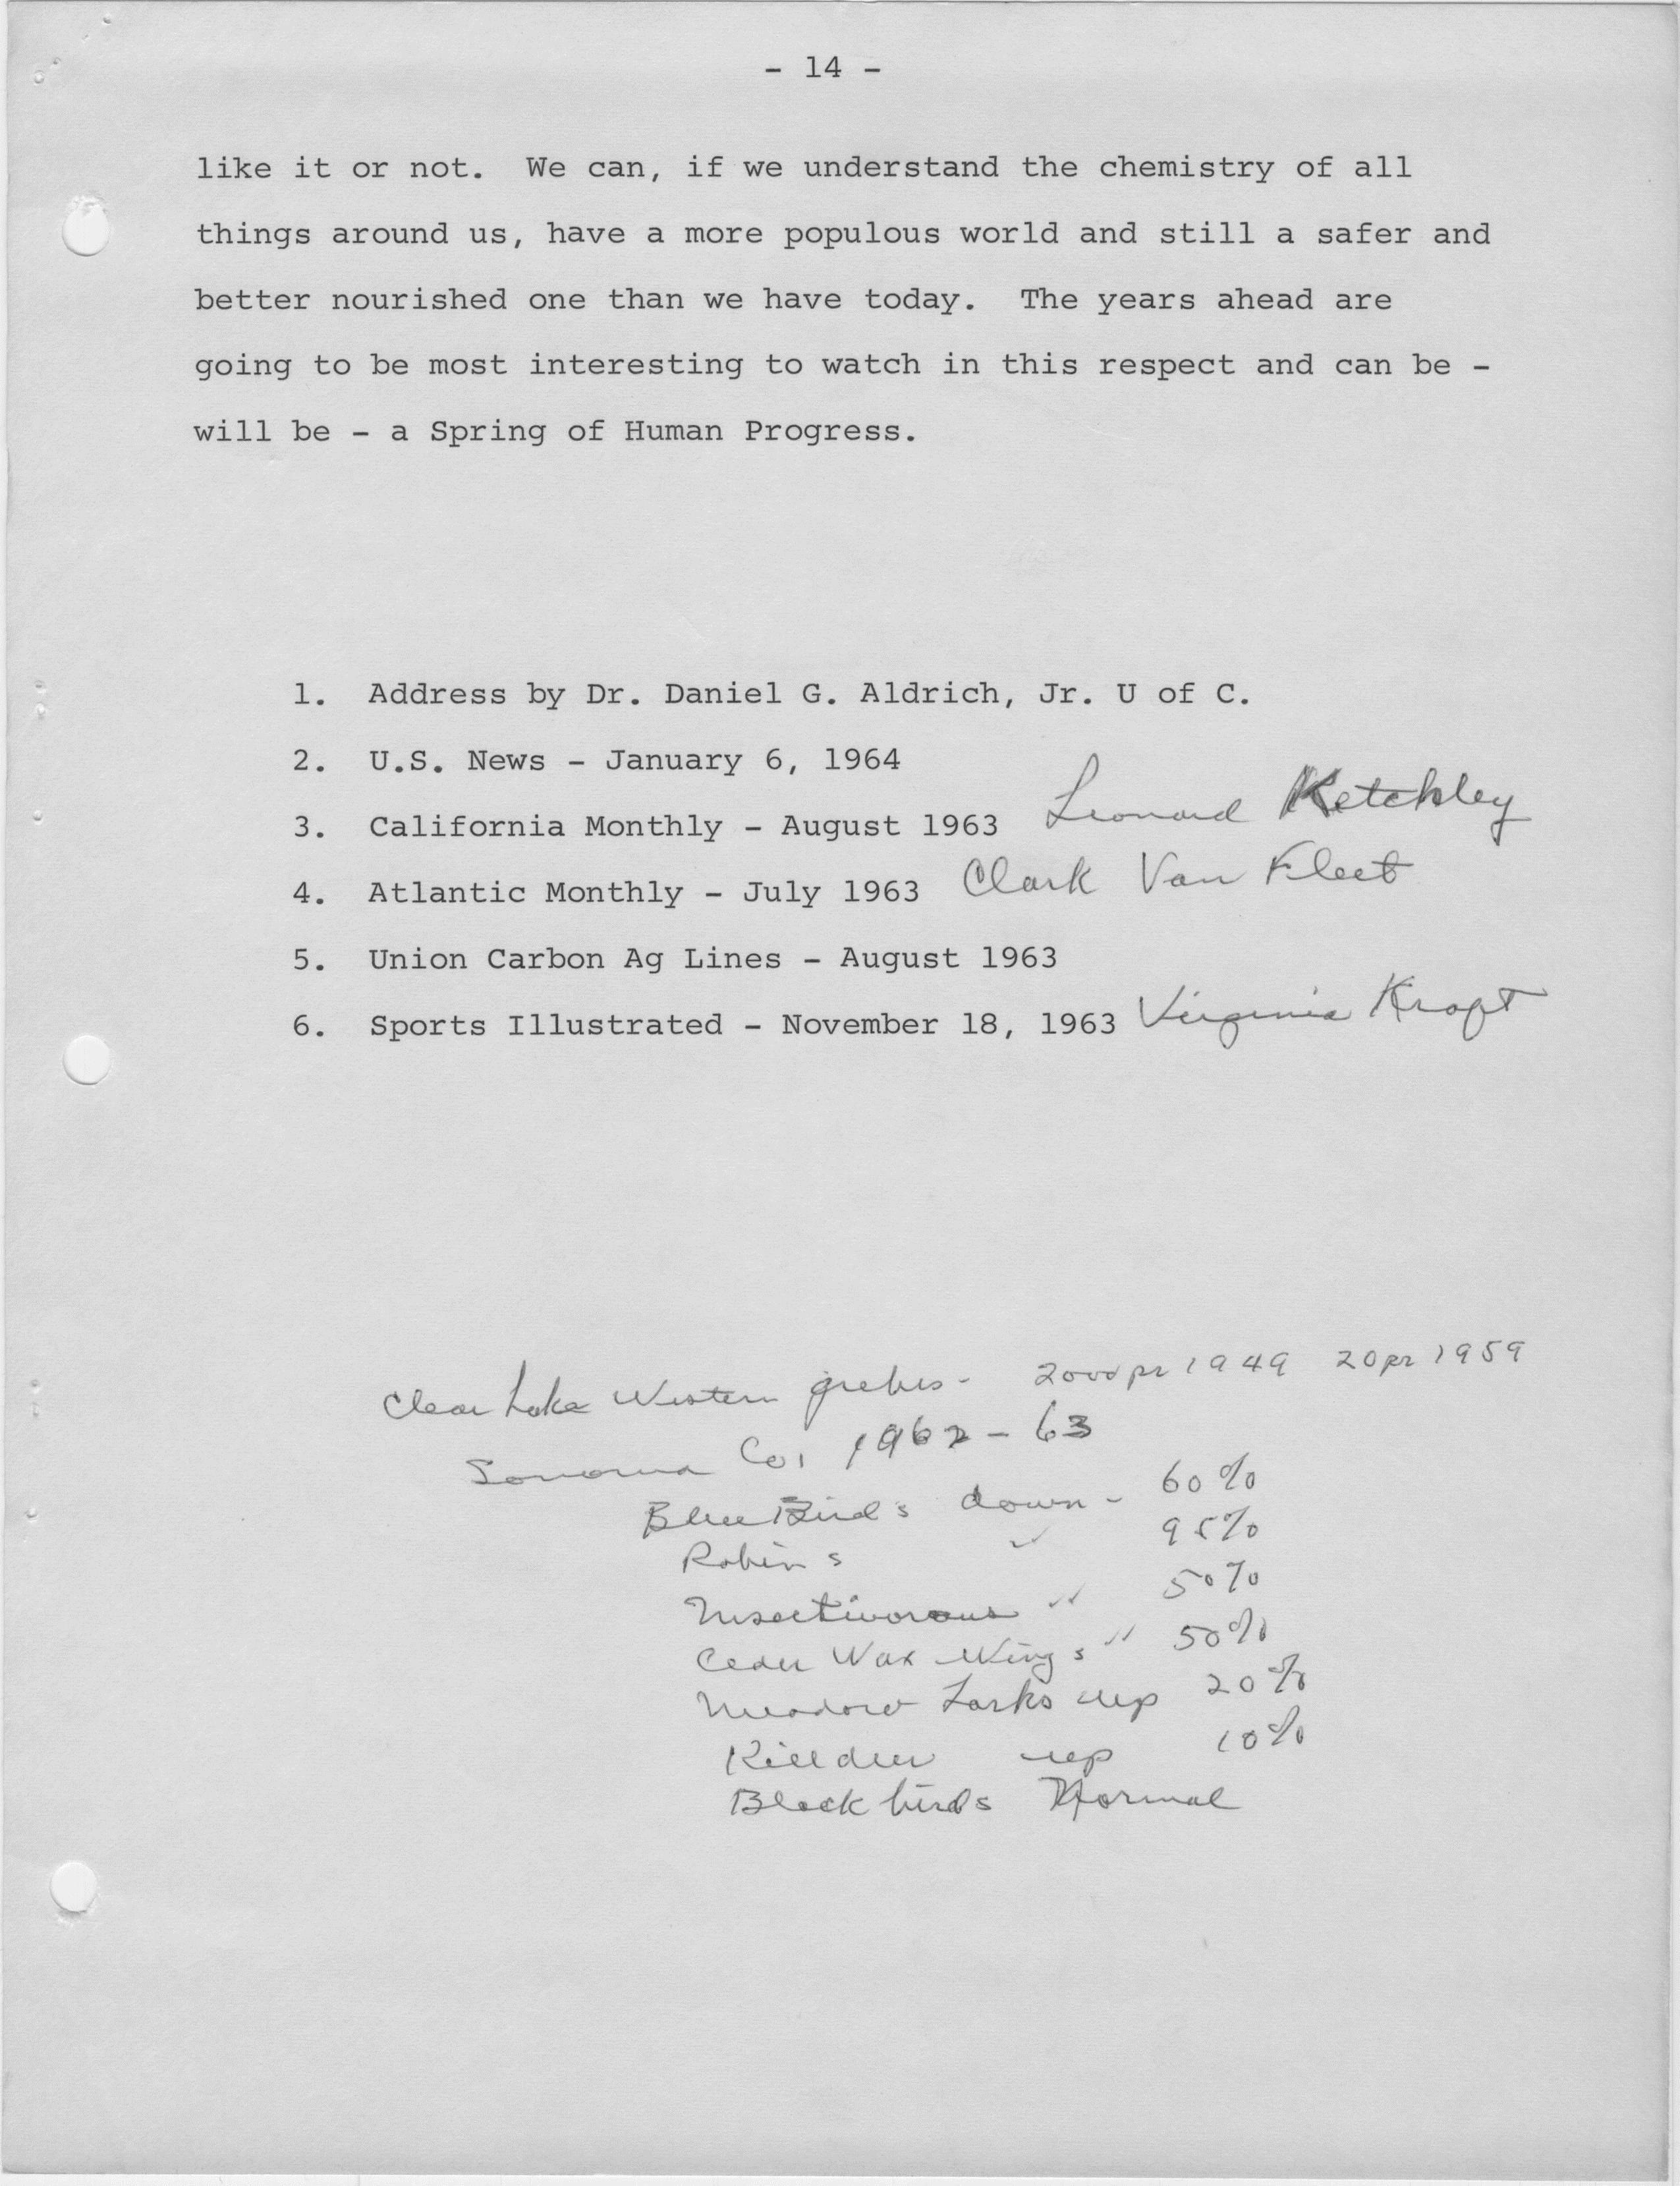 - 14 -
like it or not. We can, if we understand the chemistry of all
things around us, have a more populous world and still a safer and
better nourished one than we have today. The years ahead are
going to be most interesting to watch in this respect and can be -
will be - a Spring of Human Progress.
1. Address by Dr. Daniel G. Aldrich, Jr. U of C.
2. U.S. News - January 6, 1964
3. California Monthly - August 1963 Leonard Ketchley
4. Atlantic Monthly - July 1963 Clark Van Fleet
5. Union Carbon Ag Lines - August 1963
6. Sports Illustrated - November 18, 1963 Virginia Kraft
Clear Lake Western grebes - 2000 pr 1949 20 pr 1959
Sonoma Co. 1962 - 63
Blue Birds down - 60%
Robins " 95%
Insectivorous " 50%
Cedar Wax Wings " 50%
Meadow Larks up 20%
Killdeer up 10%
Black birds Normal